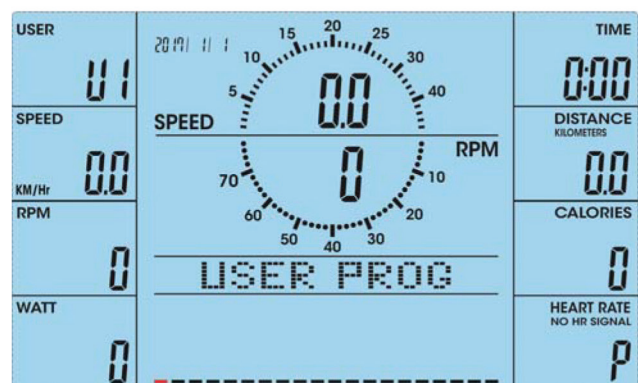 USER
U1
SPEED
KM/Hr 0.0
RPM
0
WATT
0
2017/ 1/ 1
5 10 15 20 25 30 40
SPEED 0.0
0 RPM
70 60 50 40 30 20 10
USER PROG
TIME
0:00
DISTANCE
KILOMETERS
0.0
CALORIES
0
HEART RATE
NO HR SIGNAL
P